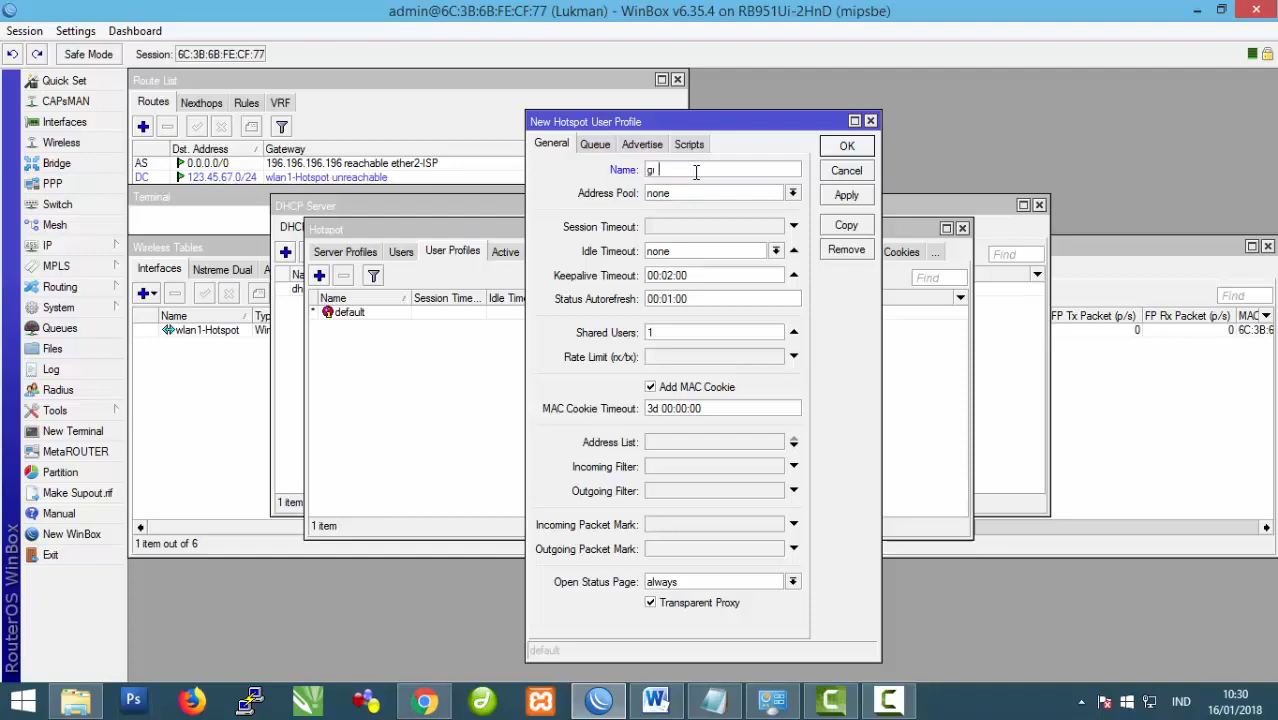 admin@6C:3B:6B:FE:CF:77 (Lukman) - WinBox v6.35.4 on RB951Ui-2HnD (mipsbe)
Session Settings Dashboard
Safe Mode Session: 6C:3B:6B:FE:CF:77
Quick Set
CAPsMAN
Interfaces
Wireless
Bridge
PPP
Switch
Mesh
IP
MPLS
Routing
System
Queues
Files
Log
Radius
Tools
New Terminal
MetaROUTER
Partition
Make Supout.rif
Manual
New WinBox
Exit
RouterOS WinBox
Route List
Routes Nexthops Rules VRF
Dst. Address Gateway
AS 0.0.0.0/0 196.196.196.196 reachable ether2-ISP
DC 123.45.67.0/24 wlan1-Hotspot unreachable
Terminal
Wireless Tables
Interfaces Nstreme Dual
Name
wlan1-Hotspot
1 item out of 6
Find
FP Tx Packet (p/s) FP Rx Packet (p/s) MAC
0 0 6C:3B:6
DHCP Server
Find
Hotspot
Server Profiles Users User Profiles Active
Cookies ...
Find
Name Session Time... Idle Time
* default
1 item
New Hotspot User Profile
General Queue Advertise Scripts
Name: gı
Address Pool: none
Session Timeout:
Idle Timeout: none
Keepalive Timeout: 00:02:00
Status Autorefresh: 00:01:00
Shared Users: 1
Rate Limit (rx/tx):
Add MAC Cookie
MAC Cookie Timeout: 3d 00:00:00
Address List:
Incoming Filter:
Outgoing Filter:
Incoming Packet Mark:
Outgoing Packet Mark:
Open Status Page: always
Transparent Proxy
default
OK
Cancel
Apply
Copy
Remove
Ps
IND
10:30
16/01/2018